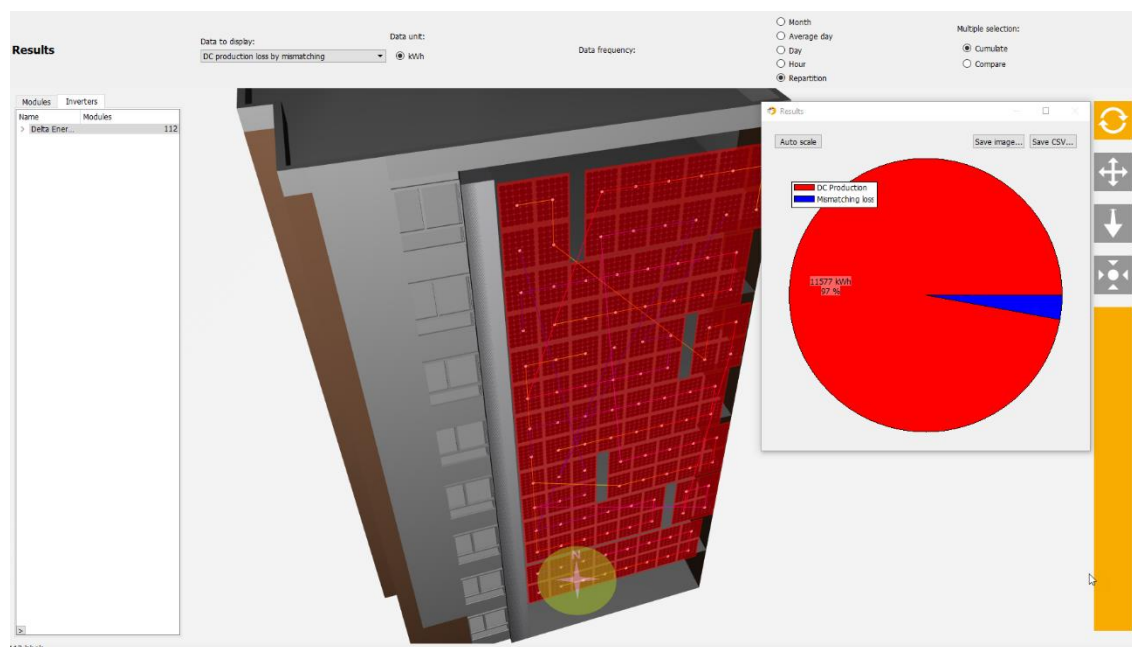 Results
Data to display:
DC production loss by mismatching
Data unit:
kWh
Data frequency:
Month
Average day
Day
Hour
Repartition
Multiple selection:
Cumulate
Compare
Modules Inverters
Name Modules
> Delta Ener... 112
Results
Auto scale
Save image... Save CSV...
DC Production
Mismatching loss
11577 kWh
97 %
N
>